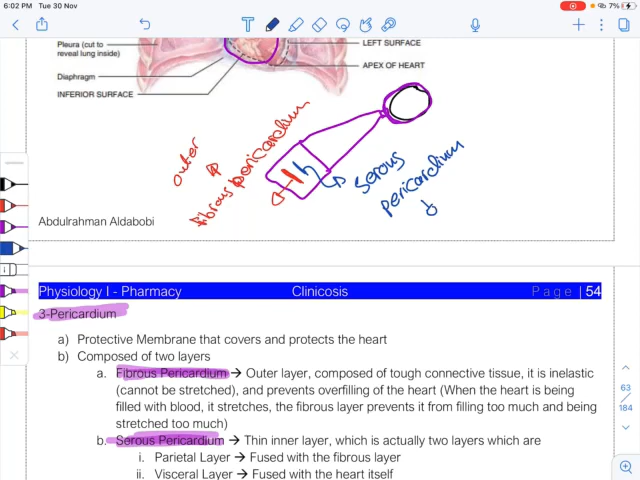 6:02 PM Tue 30 Nov
7%
Pleura (cut to
reveal lung inside)
LEFT SURFACE
APEX OF HEART
Diaphragm
INFERIOR SURFACE
outer
fibrous pericardium
serous
pericardium
Abdulrahman Aldabobi
Physiology I - Pharmacy Clinicosis Page | 54
3-Pericardium
a) Protective Membrane that covers and protects the heart
b) Composed of two layers
a. Fibrous Pericardium → Outer layer, composed of tough connective tissue, it is inelastic
(cannot be stretched), and prevents overfilling of the heart (When the heart is being
filled with blood, it stretches, the fibrous layer prevents it from filling too much and being
stretched too much)
b. Serous Pericardium → Thin inner layer, which is actually two layers which are
i. Parietal Layer → Fused with the fibrous layer
ii. Visceral Layer → Fused with the heart itself
63
/
184